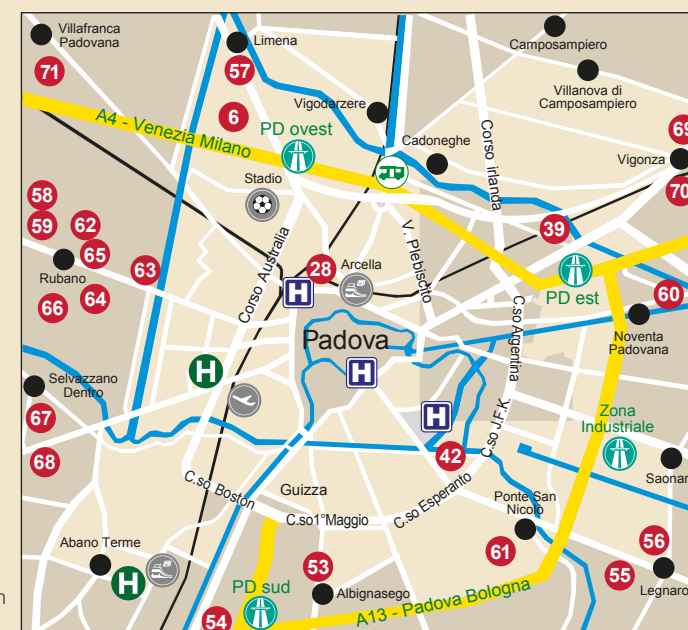 Villafranca
Padovana
71
Limena
57
6
Camposampiero
Villanova di
Camposampiero
Vigodarzere
A4 - Venezia Milano
PD ovest
Cadoneghe
Corso irlanda
69
Vigonza
70
Stadio
58
59
62
65
Rubano
63
66
64
Corso Australia
28
Arcella
V. Plebiscito
39
PD est
60
Noventa
Padovana
H
Padova
C.so Argentina
H
H
Selvazzano
Dentro
67
68
H
42
C.so J.F.K.
Zona
Industriale
Saonar
C.so Boston
Guizza
C.so1°Maggio
C.so Esperanto
Ponte San
Nicolò
61
56
55
Legnaro
Abano Terme
H
53
Albignasego
PD sud
54
A13 - Padova Bologna